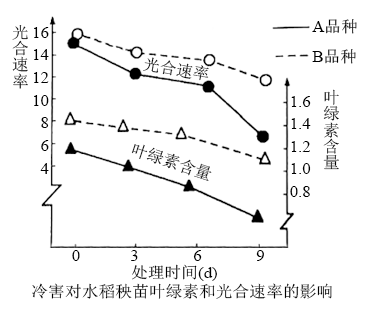 光合速率
16
14
12
10
8
6
4
A品种
B品种
光合速率
叶绿素含量
叶绿素含量
1.6
1.4
1.2
1.0
0.8
0 3 6 9
处理时间(d)
冷害对水稻秧苗叶绿素和光合速率的影响